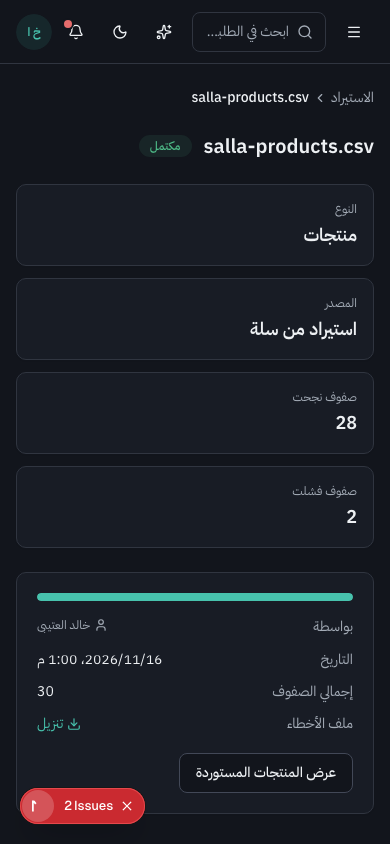 ابحث في الطلب...
خ ا
الاستيراد › salla-products.csv
salla-products.csv مكتمل
النوع
منتجات
المصدر
استيراد من سلة
صفوف نجحت
28
صفوف فشلت
2
بواسطة خالد العتيبي
التاريخ 2026/11/16، 1:00 م
إجمالي الصفوف 30
ملف الأخطاء تنزيل
عرض المنتجات المستوردة
2 Issues